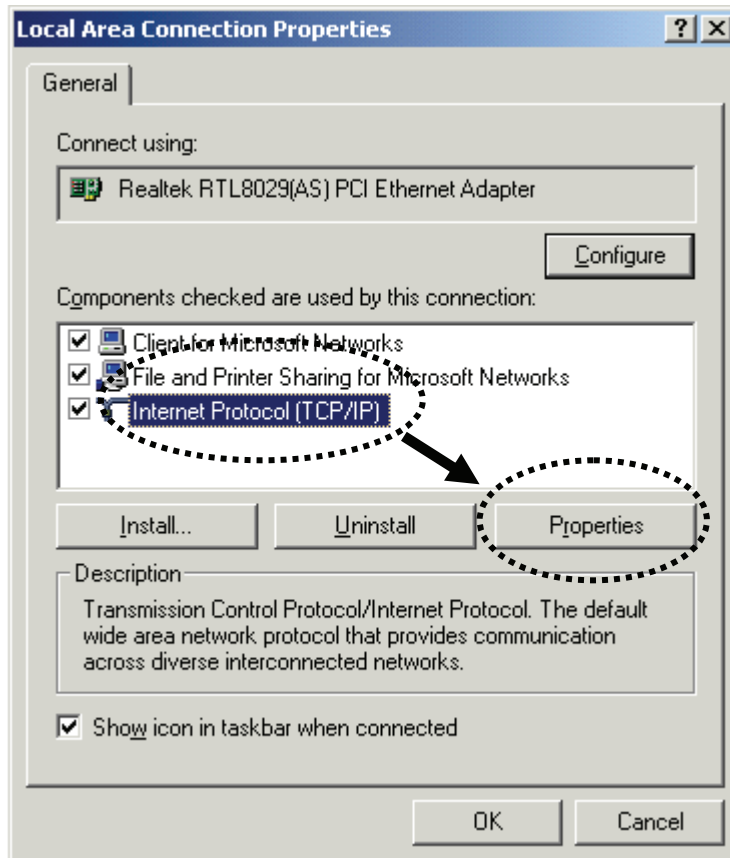 Local Area Connection Properties
General
Connect using:
Realtek RTL8029(AS) PCI Ethernet Adapter
Configure
Components checked are used by this connection:
Client for Microsoft Networks
File and Printer Sharing for Microsoft Networks
Internet Protocol (TCP/IP)
Install... Uninstall Properties
Description
Transmission Control Protocol/Internet Protocol. The default
wide area network protocol that provides communication
across diverse interconnected networks.
Show icon in taskbar when connected
OK Cancel